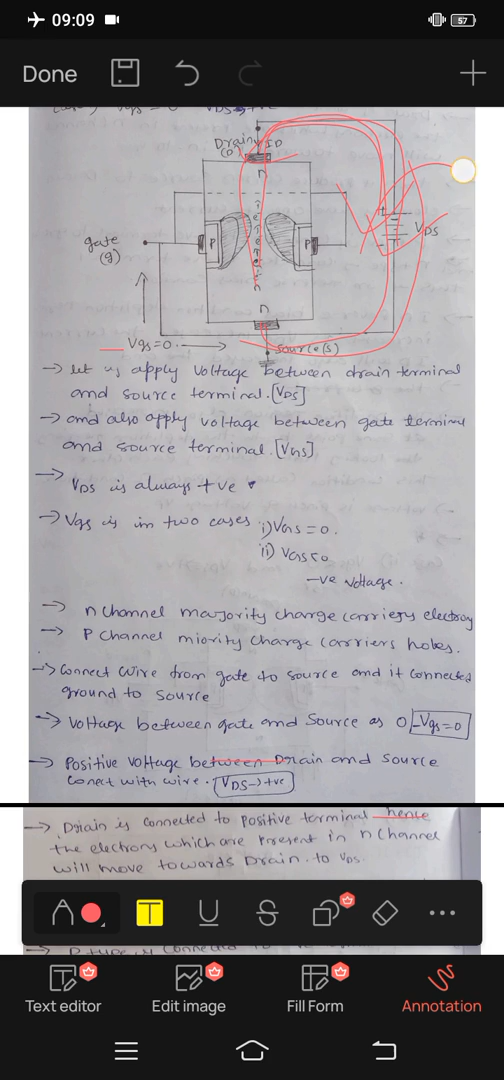 09:09
57
Done
VDS→+ve
Drain ID
(D)
n
P
P
gate
(g)
VDS
n
Vgs=0.
Source(s)
→ let us apply voltage between drain terminal
and source terminal.[VDS]
→ and also apply voltage between gate terminal
and source terminal.[VGS]
→ VDS is always +ve
→ Vgs is in two cases i)VGS=0.
ii) VGS<0
-ve voltage.
→ n channel majority charge carriers electron
→ P channel miority charge carriers holes.
→ Connect wire from gate to source and it connected
ground to source
→ Voltage between gate and source as 0 -Vgs=0
→ Positive voltage between Drain and source
conect with wire. VDS→+ve
→ Drain is connected to positive terminal hence
the electrons which are present in n channel
will move towards Drain to VDS.
→ P type is connected
T
U
S
Text editor
Edit image
Fill Form
Annotation